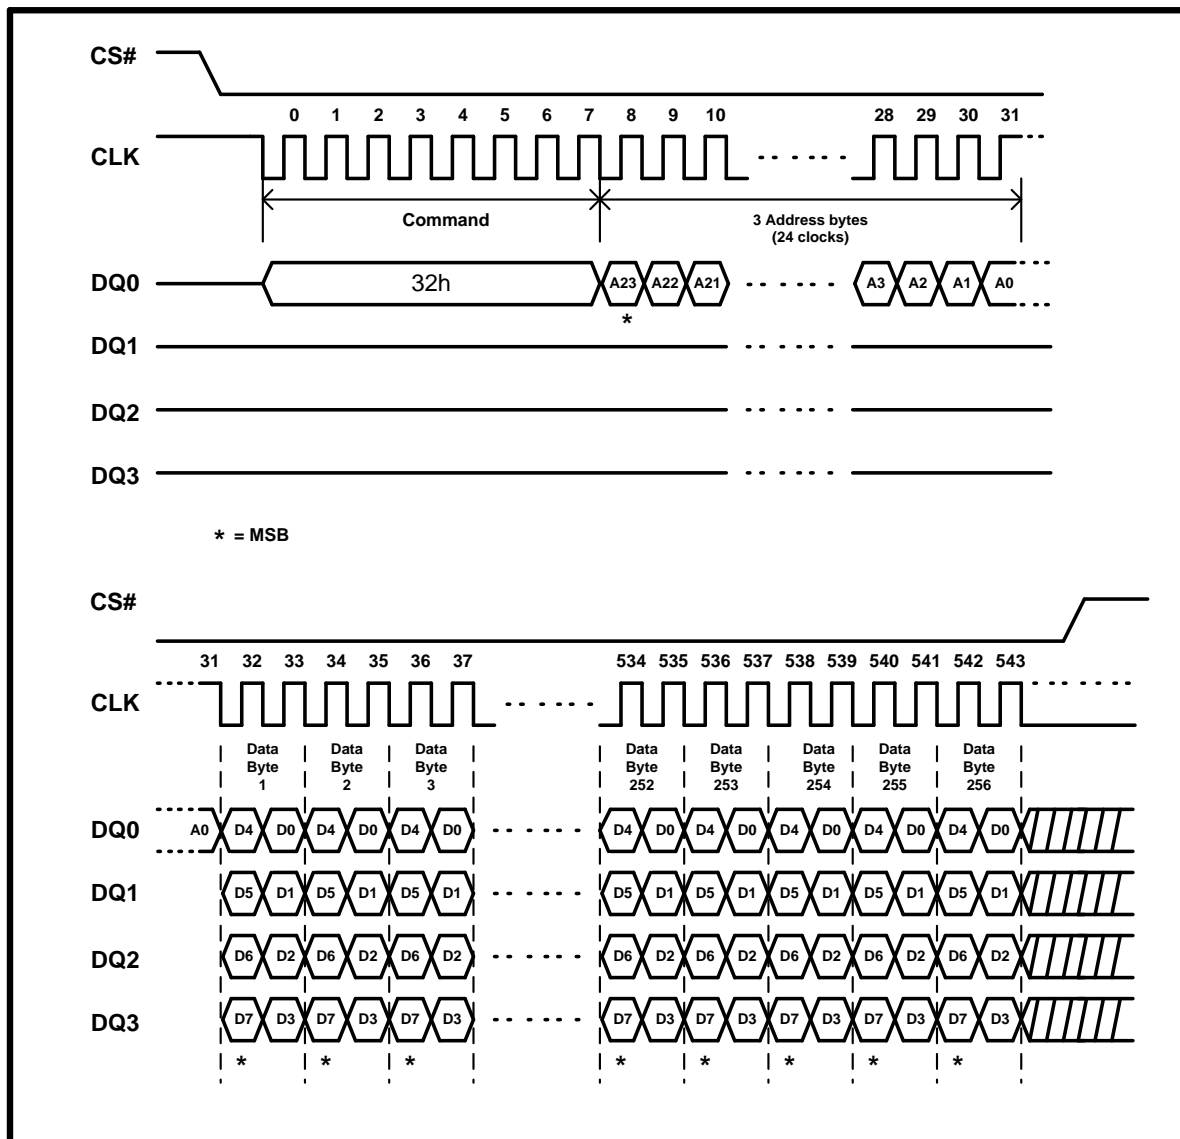 CS#
0 1 2 3 4 5 6 7 8 9 10 28 29 30 31
CLK
Command
3 Address bytes
(24 clocks)
DQ0 32h A23 A22 A21 A3 A2 A1 A0
*
DQ1
DQ2
DQ3
* = MSB
CS#
31 32 33 34 35 36 37 534 535 536 537 538 539 540 541 542 543
CLK
Data Data Data Data Data Data Data Data
Byte Byte Byte Byte Byte Byte Byte Byte
1 2 3 252 253 254 255 256
DQ0 A0 D4 D0 D4 D0 D4 D0 D4 D0 D4 D0 D4 D0 D4 D0 D4 D0
DQ1 D5 D1 D5 D1 D5 D1 D5 D1 D5 D1 D5 D1 D5 D1 D5 D1
DQ2 D6 D2 D6 D2 D6 D2 D6 D2 D6 D2 D6 D2 D6 D2 D6 D2
DQ3 D7 D3 D7 D3 D7 D3 D7 D3 D7 D3 D7 D3 D7 D3 D7 D3
* * * * * * * *